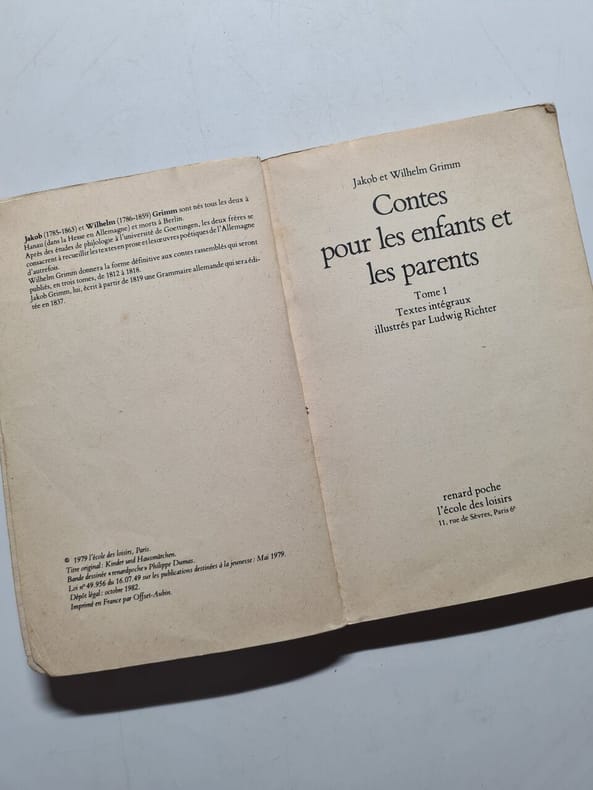 Jakob (1785-1863) et Wilhelm (1786-1859) Grimm sont nés tous les deux à
Hanau (dans la Hesse en Allemagne) et morts à Berlin.
Après des études de philologie à l'université de Goettingen, les deux frères se
consacrent à recueillir les textes en prose et les œuvres poétiques de l'Allemagne
d'autrefois.
Wilhelm Grimm donnera la forme définitive aux contes rassemblés qui seront
publiés, en trois tomes, de 1812 à 1818.
Jakob Grimm, lui, écrit à partir de 1819 une Grammaire allemande qui sera édi-
tée en 1837.
© 1979 l'école des loisirs, Paris.
Titre original : Kinder und Hausmärchen.
Bande dessinée «renardpoche» Philippe Dumas.
Loi n° 49.956 du 16.07.49 sur les publications destinées à la jeunesse : Mai 1979.
Dépôt légal : octobre 1982.
Imprimé en France par Offset-Aubin.
Jakob et Wilhelm Grimm
Contes
pour les enfants et
les parents
Tome 1
Textes intégraux
illustrés par Ludwig Richter
renard poche
l'école des loisirs
11, rue de Sèvres, Paris 6e